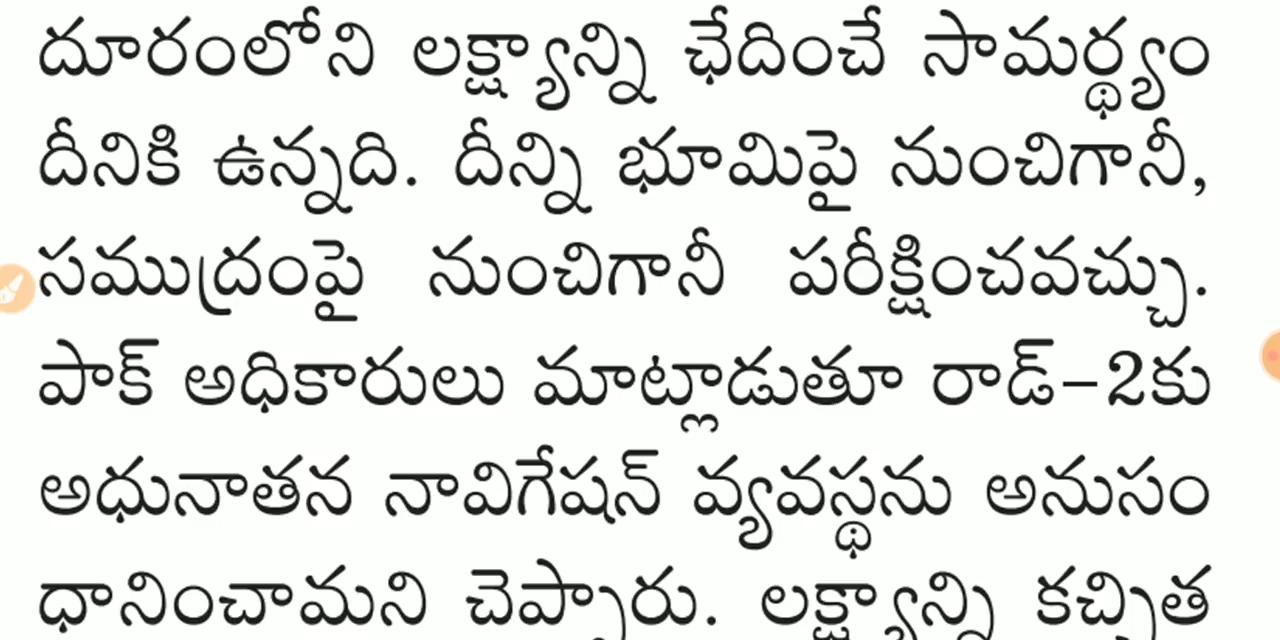 దూరంలోని లక్ష్యాన్ని ఛేదించే సామర్థ్యం
దీనికి ఉన్నది. దీన్ని భూమిపై నుంచిగానీ,
సముద్రంపై నుంచిగానీ పరీక్షించవచ్చు.
పాక్ అధికారులు మాట్లాడుతూ రాడ్-2కు
అధునాతన నావిగేషన్ వ్యవస్థను అనుసం
ధానించామని చెప్పారు. లక్ష్యాన్ని కచ్చిత